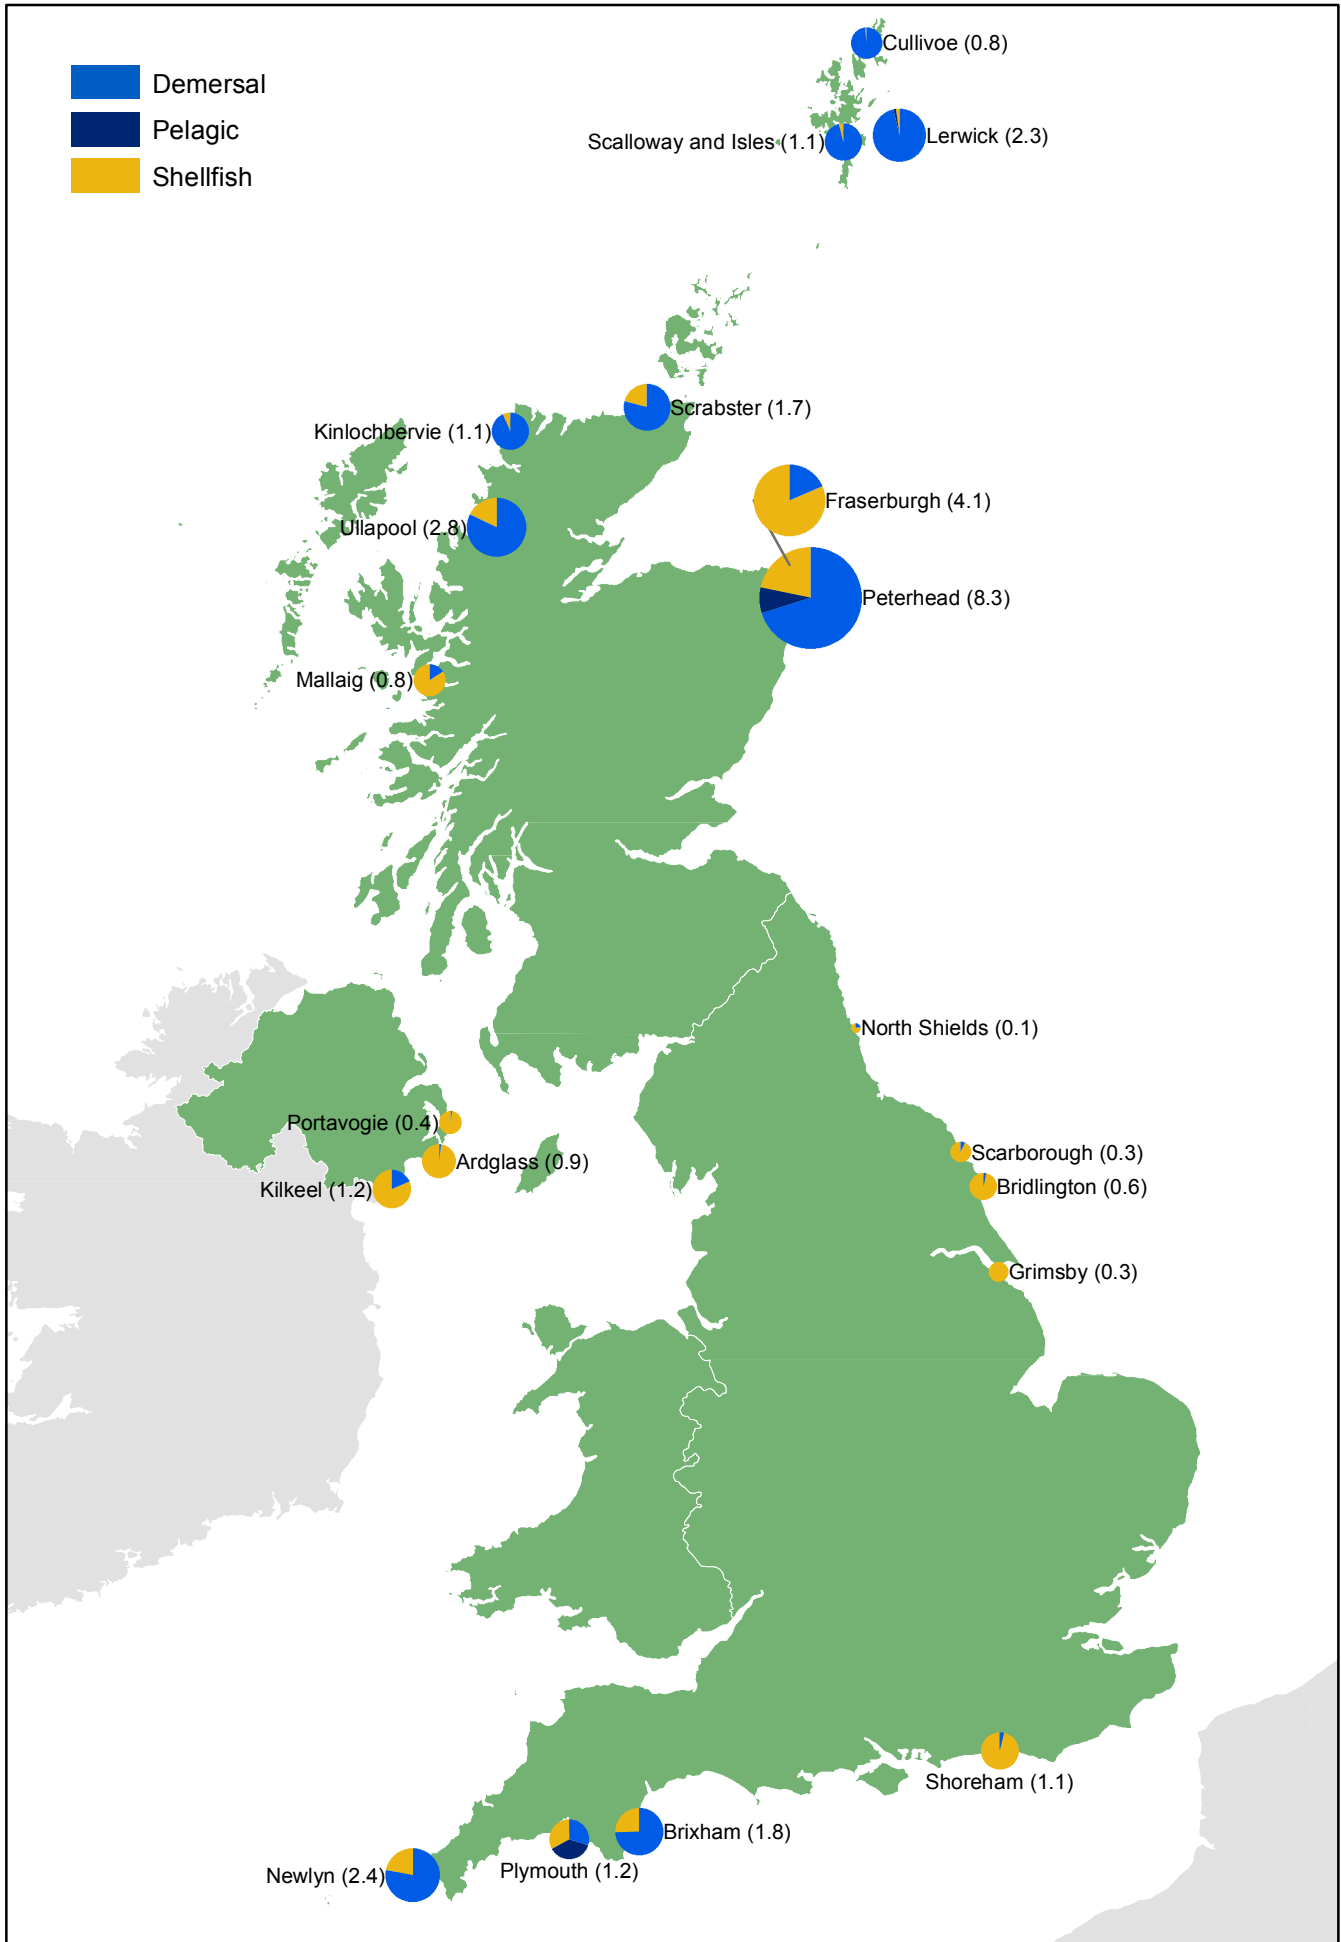 Demersal
Pelagic
Shellfish
Cullivoe (0.8)
Scalloway and Isles (1.1)
Lerwick (2.3)
Scrabster (1.7)
Kinlochbervie (1.1)
Fraserburgh (4.1)
Ullapool (2.8)
Peterhead (8.3)
Mallaig (0.8)
North Shields (0.1)
Portavogie (0.4)
Scarborough (0.3)
Ardglass (0.9)
Bridlington (0.6)
Kilkeel (1.2)
Grimsby (0.3)
Shoreham (1.1)
Brixham (1.8)
Plymouth (1.2)
Newlyn (2.4)